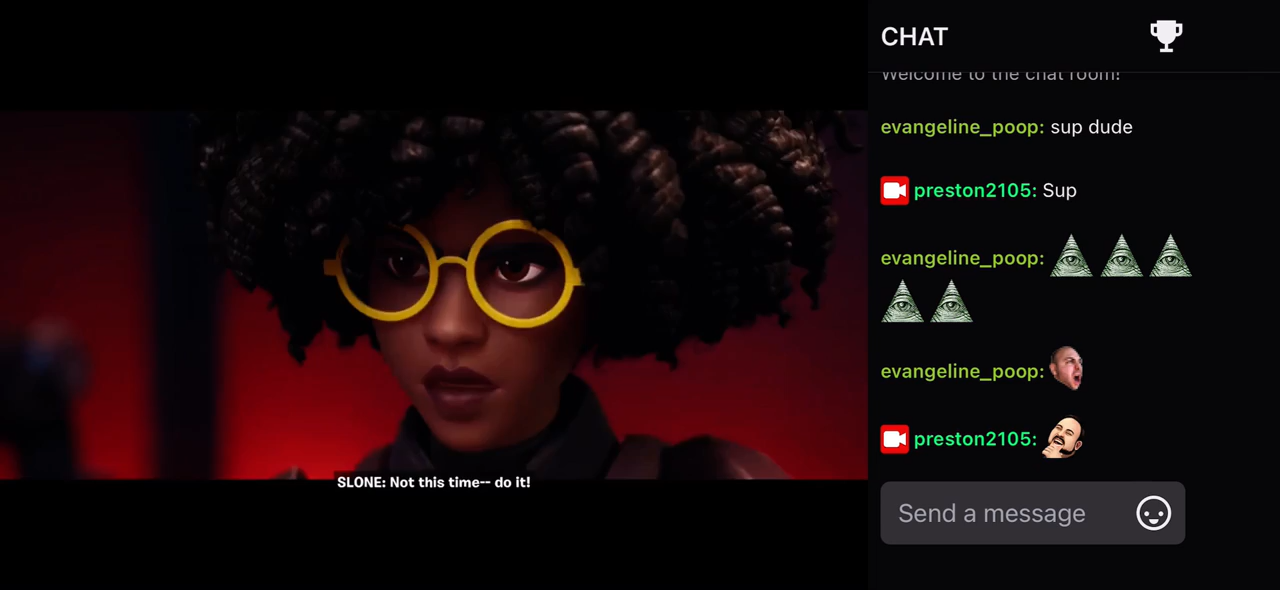 SLONE: Not this time-- do it!
CHAT
Welcome to the chat room!
evangeline_poop: sup dude
preston2105: Sup
evangeline_poop:
evangeline_poop:
preston2105:
Send a message